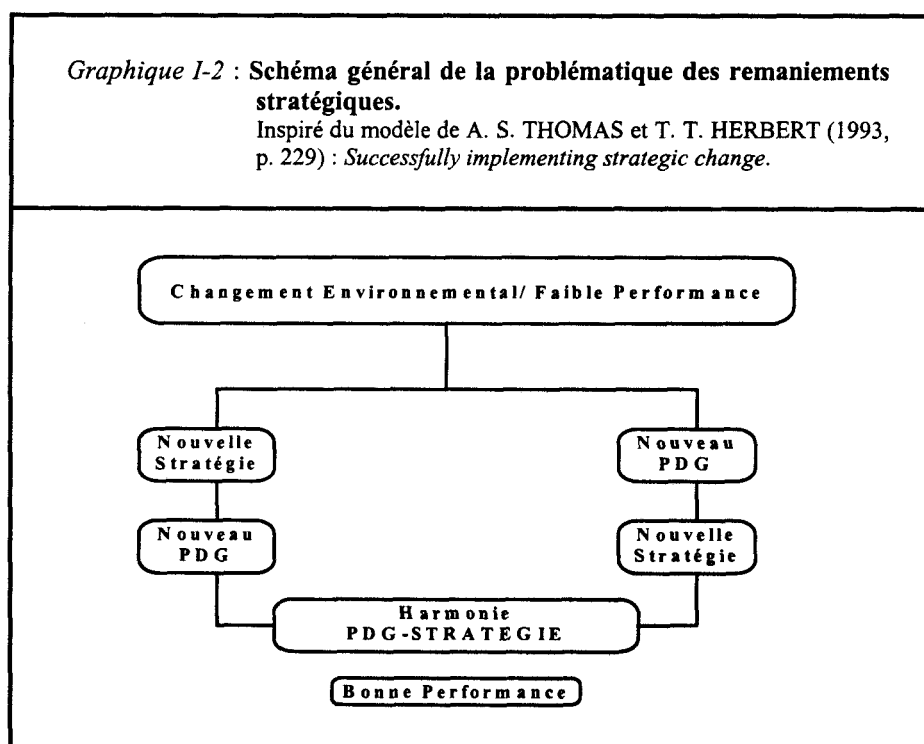 Graphique I-2 : Schéma général de la problématique des remaniements
stratégiques.
Inspiré du modèle de A. S. THOMAS et T. T. HERBERT (1993,
p. 229) : Successfully implementing strategic change.
Changement Environnemental/ Faible Performance
Nouvelle
Stratégie
Nouveau
PDG
Nouveau
PDG
Nouvelle
Stratégie
Harmonie
PDG-STRATEGIE
Bonne Performance